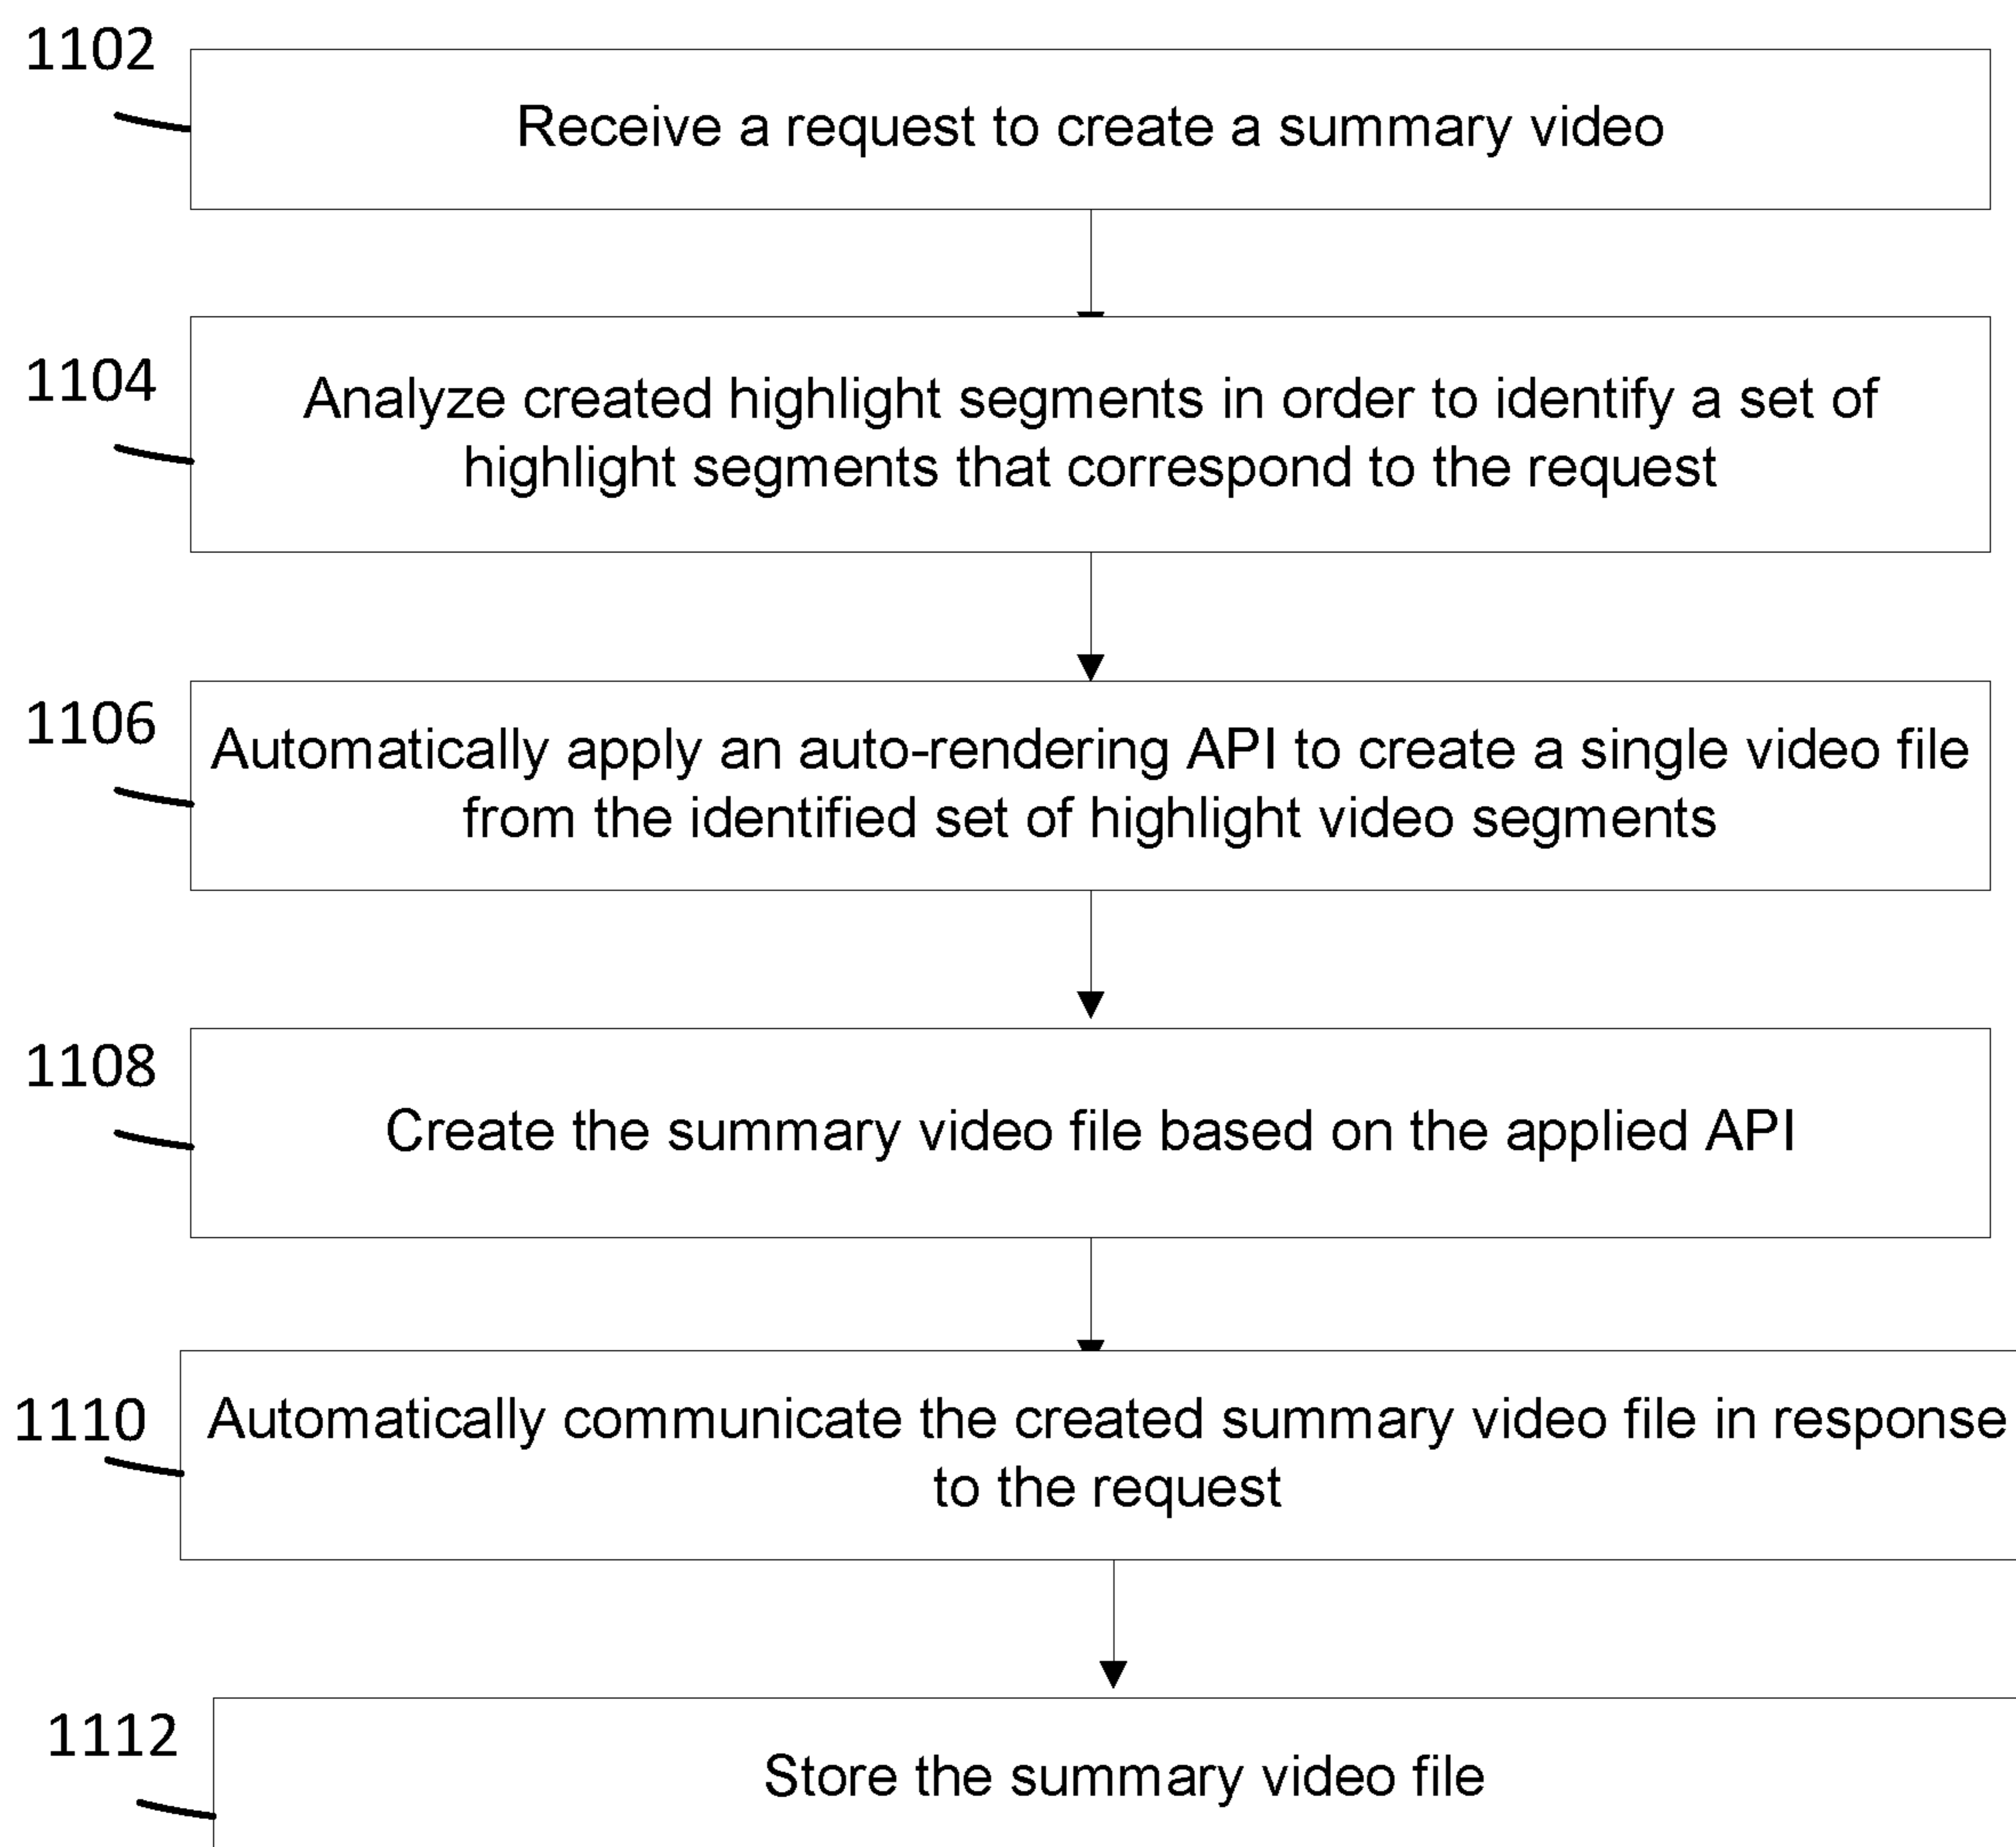 1102
Receive a request to create a summary video
1104
Analyze created highlight segments in order to identify a set of
highlight segments that correspond to the request
1106
Automatically apply an auto-rendering API to create a single video file
from the identified set of highlight video segments
1108
Create the summary video file based on the applied API
1110
Automatically communicate the created summary video file in response
to the request
1112
Store the summary video file